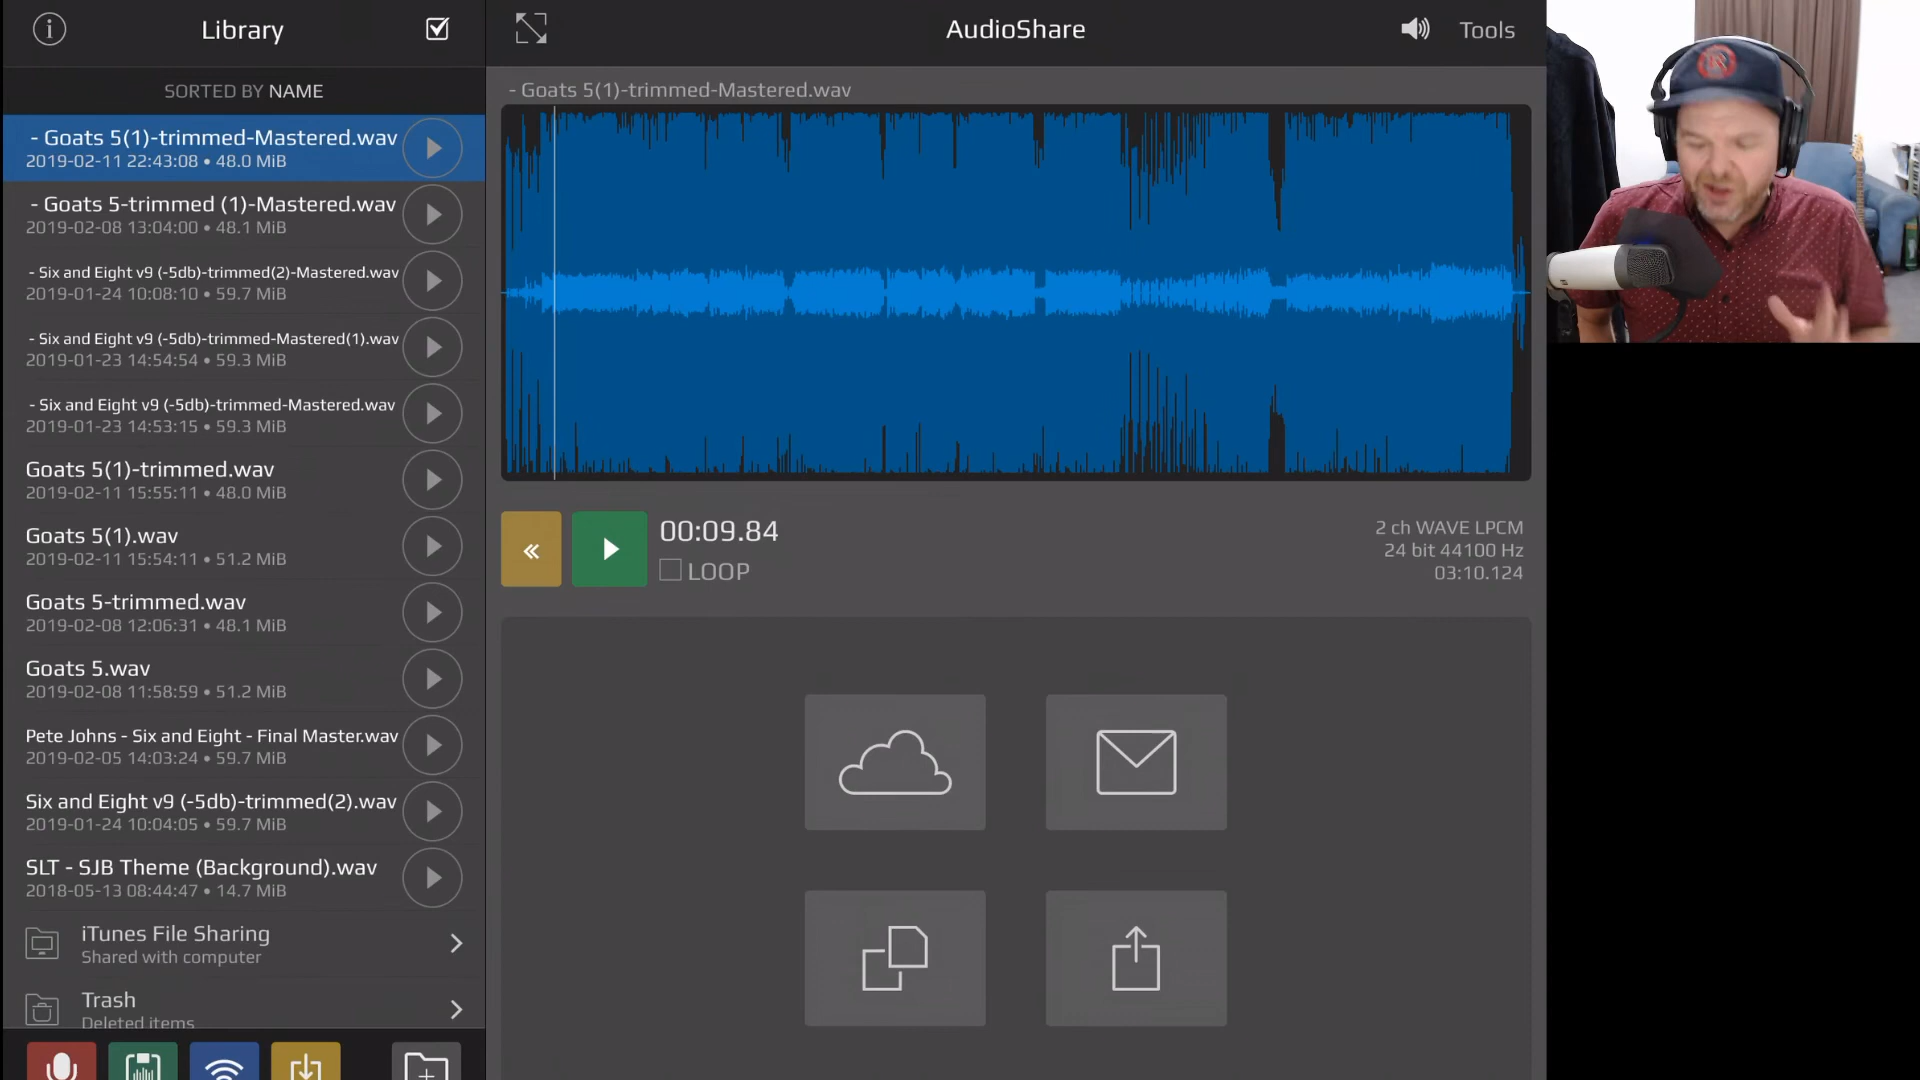 Library
AudioShare
Tools
SORTED BY NAME
- Goats 5(1)-trimmed-Mastered.wav
2019-02-11 22:43:08 • 48.0 MiB
- Goats 5-trimmed (1)-Mastered.wav
2019-02-08 13:04:00 • 48.1 MiB
- Six and Eight v9 (-5db)-trimmed(2)-Mastered.wav
2019-01-24 10:08:10 • 59.7 MiB
- Six and Eight v9 (-5db)-trimmed-Mastered(1).wav
2019-01-23 14:54:54 • 59.3 MiB
- Six and Eight v9 (-5db)-trimmed-Mastered.wav
2019-01-23 14:53:15 • 59.3 MiB
Goats 5(1)-trimmed.wav
2019-02-11 15:55:11 • 48.0 MiB
Goats 5(1).wav
2019-02-11 15:54:11 • 51.2 MiB
Goats 5-trimmed.wav
2019-02-08 12:06:31 • 48.1 MiB
Goats 5.wav
2019-02-08 11:58:59 • 51.2 MiB
Pete Johns - Six and Eight - Final Master.wav
2019-02-05 14:03:24 • 59.7 MiB
Six and Eight v9 (-5db)-trimmed(2).wav
2019-01-24 10:04:05 • 59.7 MiB
SLT - SJB Theme (Background).wav
2018-05-13 08:44:47 • 14.7 MiB
iTunes File Sharing
Shared with computer
Trash
Deleted items
- Goats 5(1)-trimmed-Mastered.wav
00:09.84
LOOP
2 ch WAVE LPCM
24 bit 44100 Hz
03:10.124